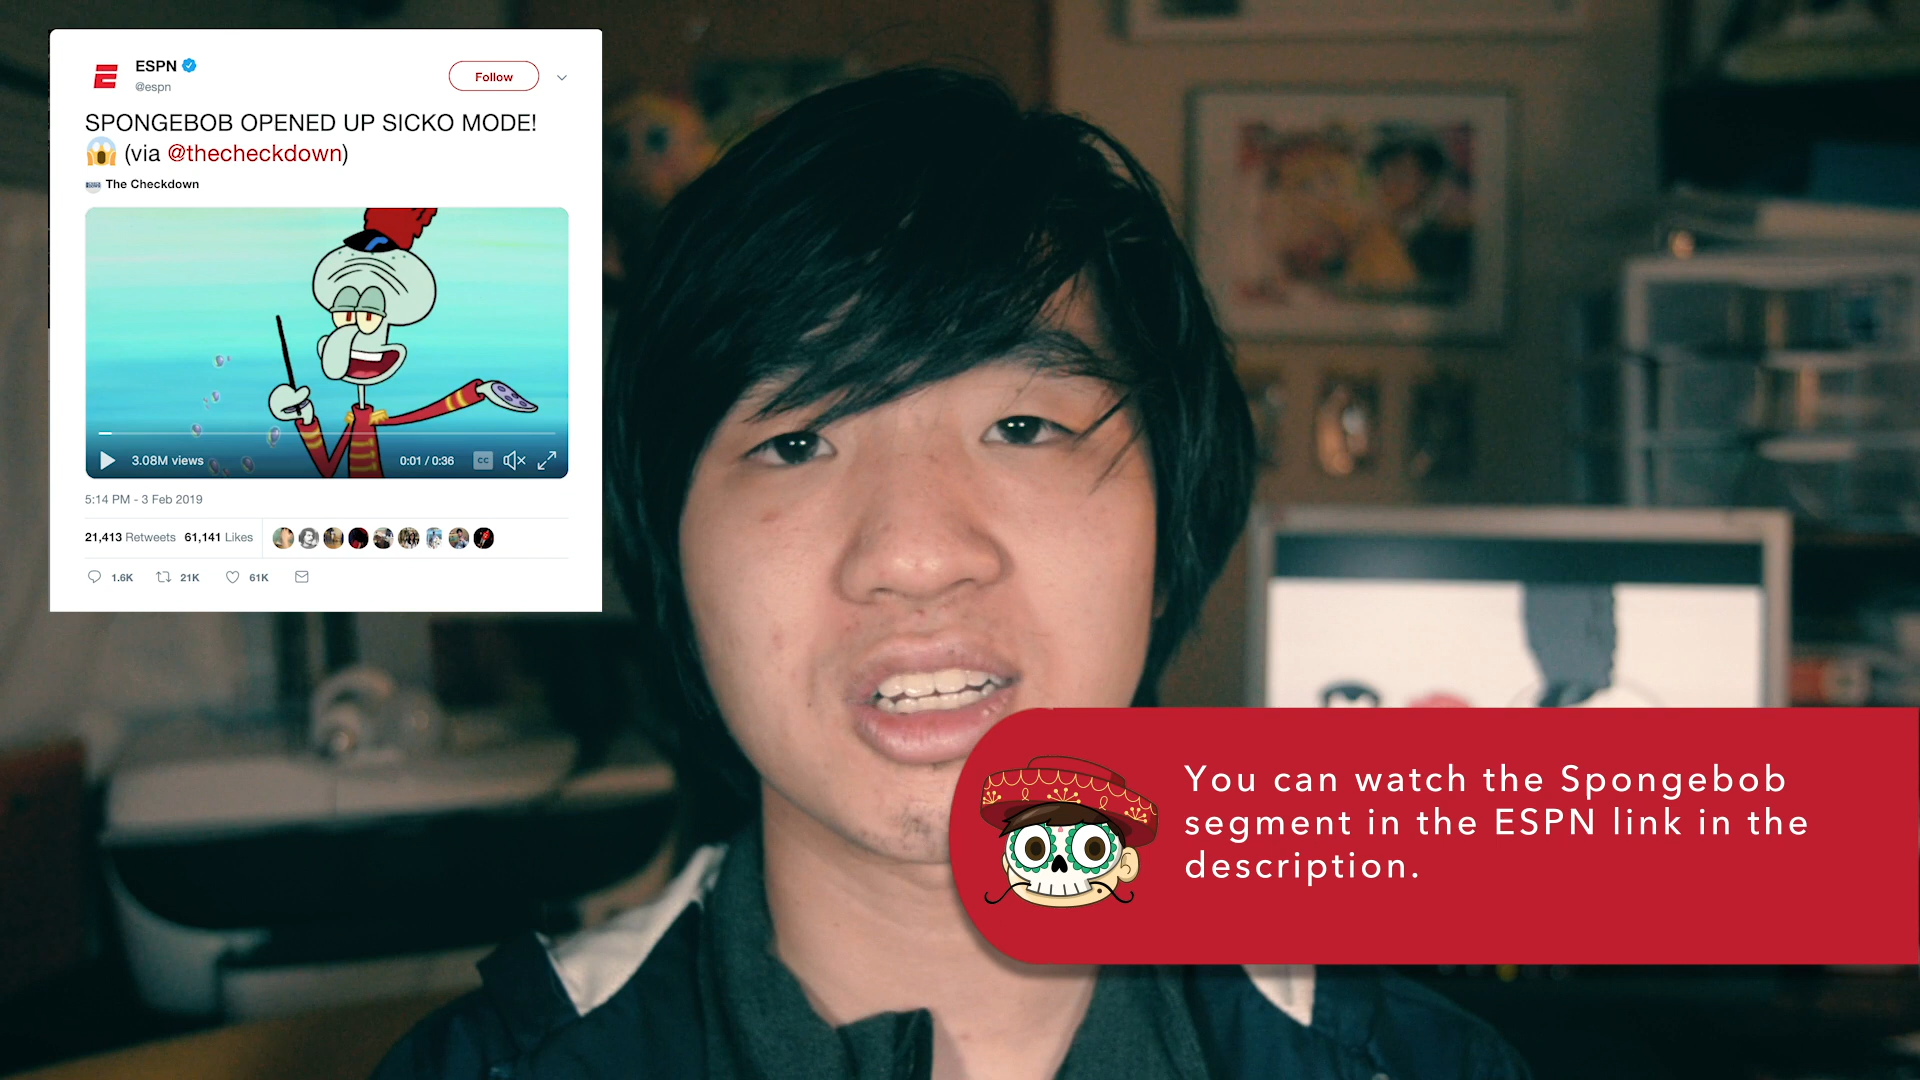 ESPN
@espn
Follow
SPONGEBOB OPENED UP SICKO MODE!
😱 (via @thecheckdown)
The Checkdown
3.08M views
0:01 / 0:36
CC
5:14 PM - 3 Feb 2019
21,413 Retweets 61,141 Likes
1.6K 21K 61K
You can watch the Spongebob
segment in the ESPN link in the
description.